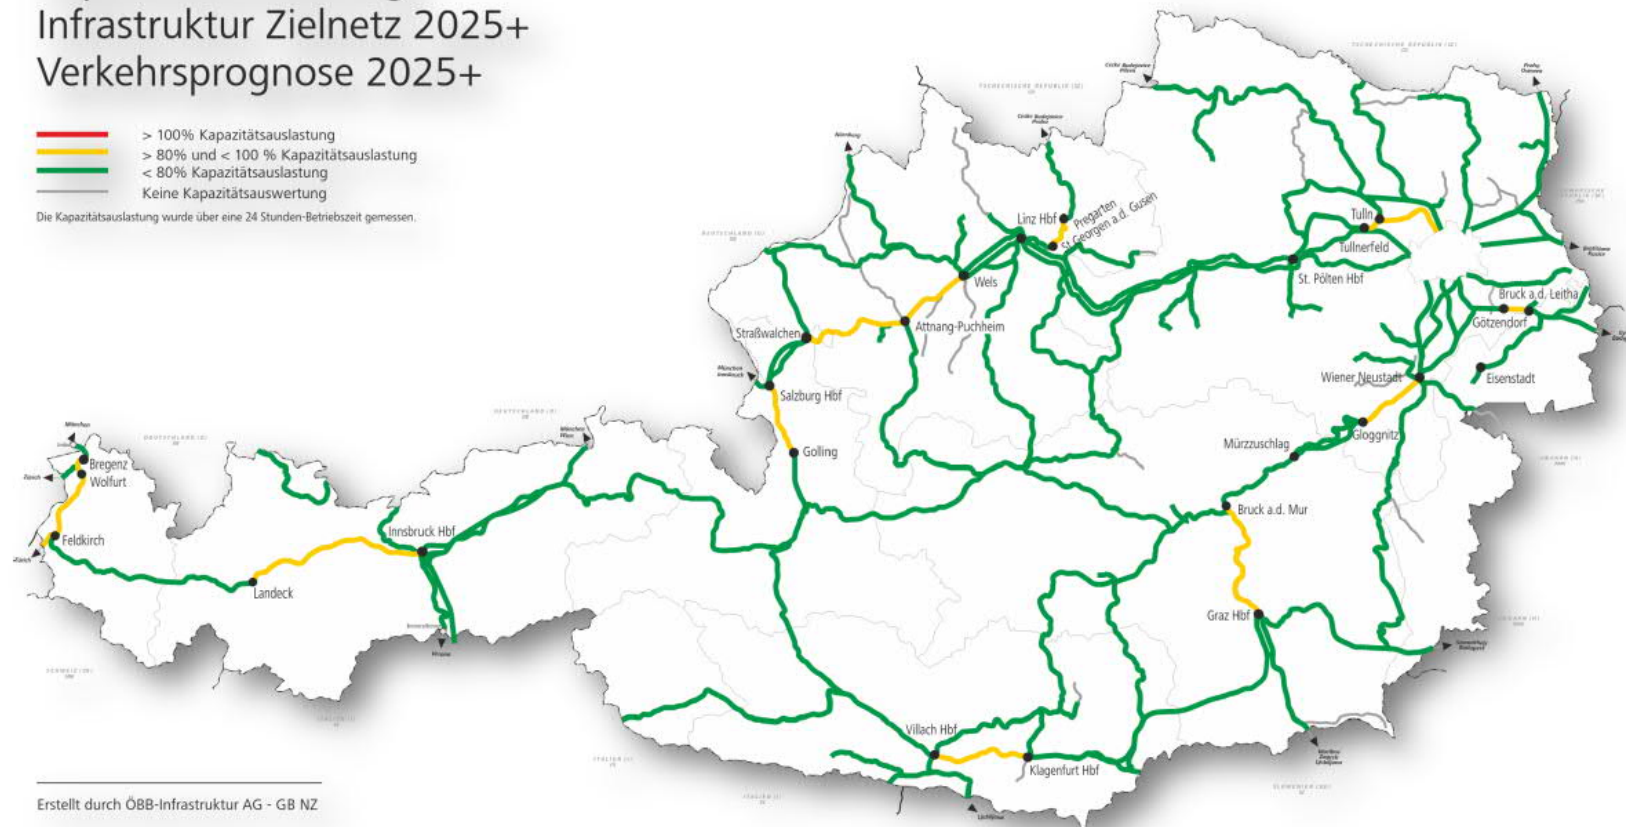 Infrastruktur Zielnetz 2025+
Verkehrsprognose 2025+
> 100% Kapazitätsauslastung
> 80% und < 100 % Kapazitätsauslastung
< 80% Kapazitätsauslastung
Keine Kapazitätsauswertung
Die Kapazitätsauslastung wurde über eine 24 Stunden-Betriebszeit gemessen.
Nürnberg
Linz Hbf
Pregarten
St.Georgen a.d. Gusen
Tulln
Tullnerfeld
St. Pölten Hbf
Wels
Attnang-Puchheim
Straßwalchen
Salzburg Hbf
Golling
Bruck a.d. Leitha
Götzendorf
Eisenstadt
Wiener Neustadt
Gloggnitz
Mürzzuschlag
Bruck a.d. Mur
Graz Hbf
München
Bregenz
Wolfurt
Feldkirch
Landeck
Innsbruck Hbf
Villach Hbf
Klagenfurt Hbf
Erstellt durch ÖBB-Infrastruktur AG - GB NZ